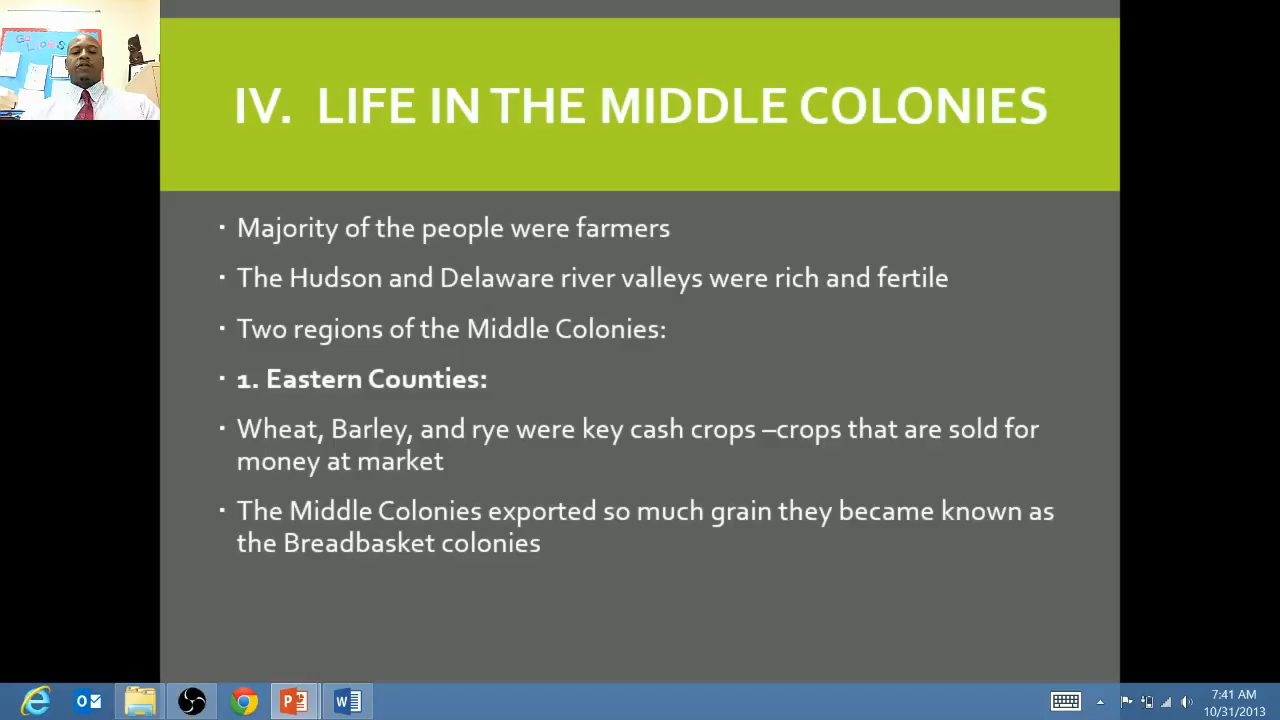 GO
LIONS
IV. LIFE IN THE MIDDLE COLONIES
▪ Majority of the people were farmers
▪ The Hudson and Delaware river valleys were rich and fertile
▪ Two regions of the Middle Colonies:
▪ 1. Eastern Counties:
▪ Wheat, Barley, and rye were key cash crops –crops that are sold for
money at market
▪ The Middle Colonies exported so much grain they became known as
the Breadbasket colonies
7:41 AM
10/31/2013